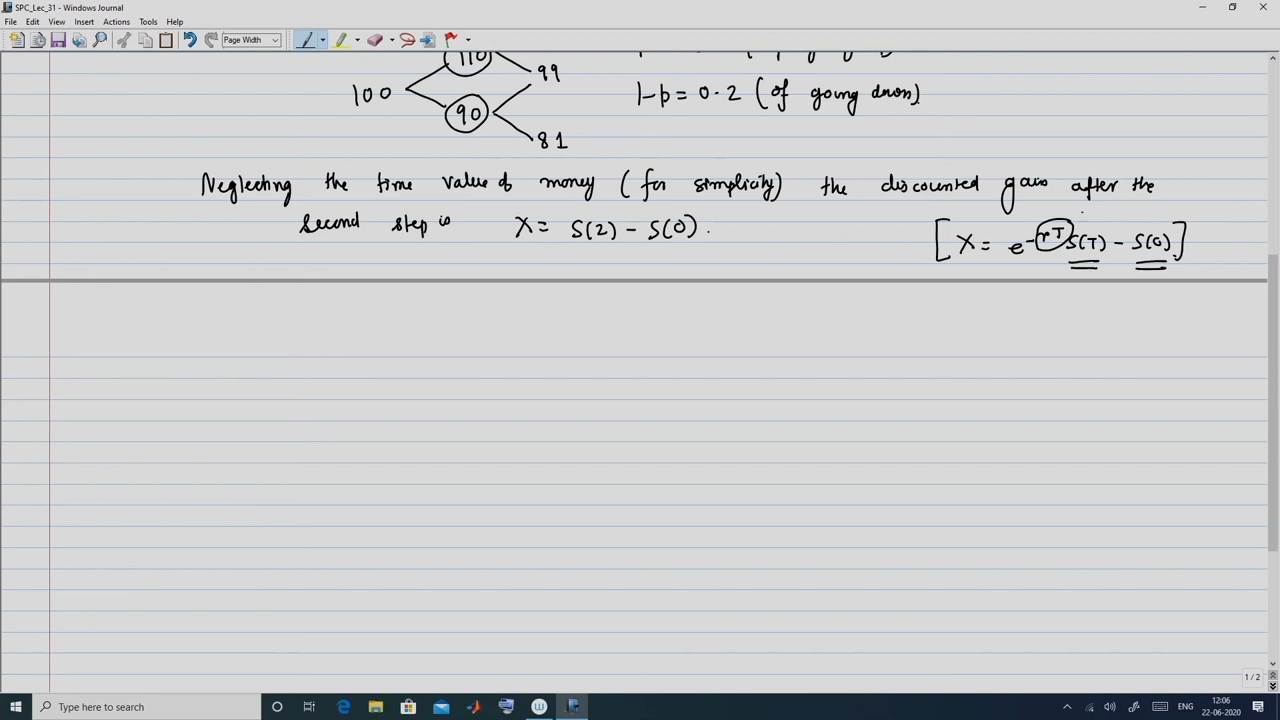 SPC_Lec_31 - Windows Journal
File Edit View Insert Actions Tools Help
Page Width
110
99
100
1-p = 0.2 (of going down)
90
81
Neglecting the time value of money (for simplicity) the discounted gain after the
second step is X = S(2) - S(0).
[X = e^-rT S(T) - S(0)]
1 / 2
Type here to search
ENG
12:06
22-06-2020